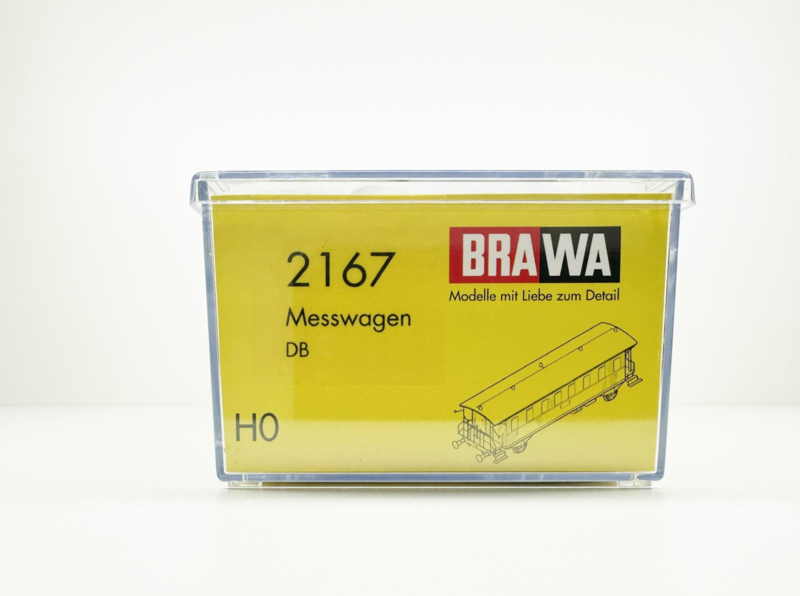 2167
Messwagen
DB
H0
BRAWA
Modelle mit Liebe zum Detail